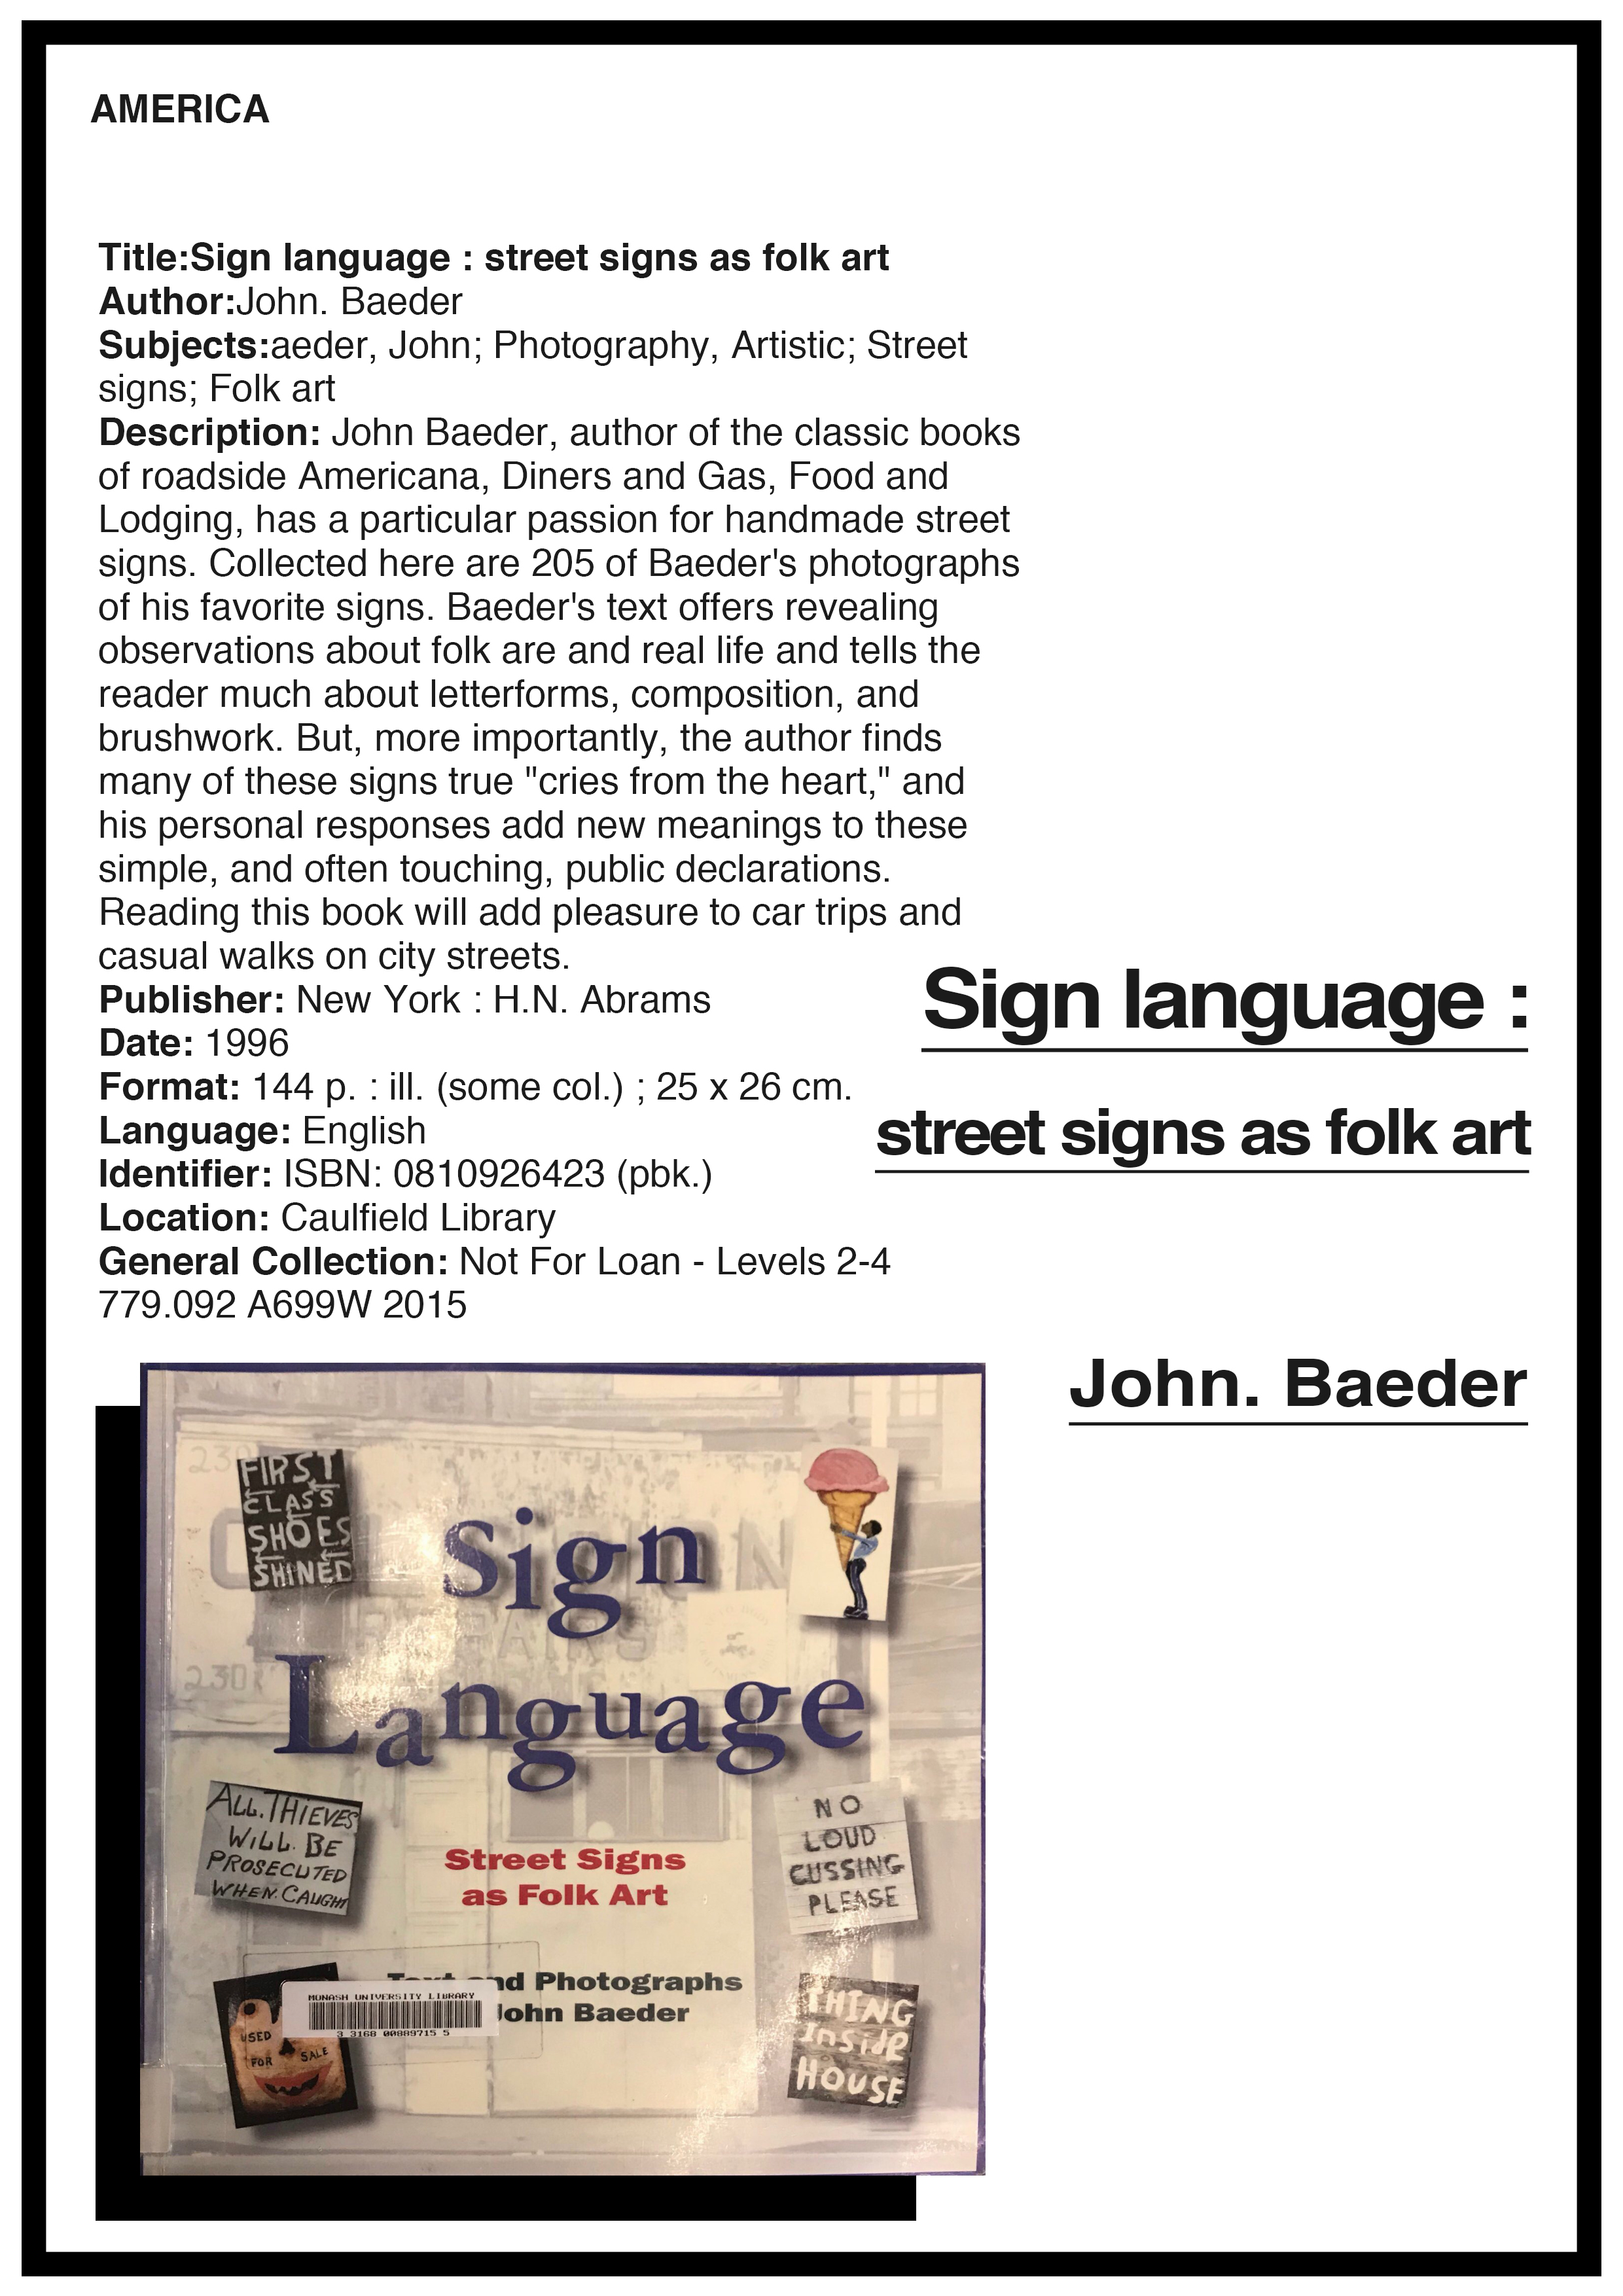 AMERICA
Title:Sign language : street signs as folk art
Author:John. Baeder
Subjects:aeder, John; Photography, Artistic; Street
signs; Folk art
Description: John Baeder, author of the classic books
of roadside Americana, Diners and Gas, Food and
Lodging, has a particular passion for handmade street
signs. Collected here are 205 of Baeder's photographs
of his favorite signs. Baeder's text offers revealing
observations about folk are and real life and tells the
reader much about letterforms, composition, and
brushwork. But, more importantly, the author finds
many of these signs true "cries from the heart," and
his personal responses add new meanings to these
simple, and often touching, public declarations.
Reading this book will add pleasure to car trips and
casual walks on city streets.
Publisher: New York : H.N. Abrams
Date: 1996
Format: 144 p. : ill. (some col.) ; 25 x 26 cm.
Language: English
Identifier: ISBN: 0810926423 (pbk.)
Location: Caulfield Library
General Collection: Not For Loan - Levels 2-4
779.092 A699W 2015
Sign language :
street signs as folk art
John. Baeder
FIRST
CLASS
SHOES
SHINED
Sign
Language
230
ALL. THIEVES
WILL. BE
PROSECUTED
WHEN. CAUGHT
NO
LOUD
CUSSING
PLEASE
Street Signs
as Folk Art
Text and Photographs
John Baeder
MONASH UNIVERSITY LIBRARY
3 3168 00889715 5
USED
FOR SALE
THING
inside
HOUSE